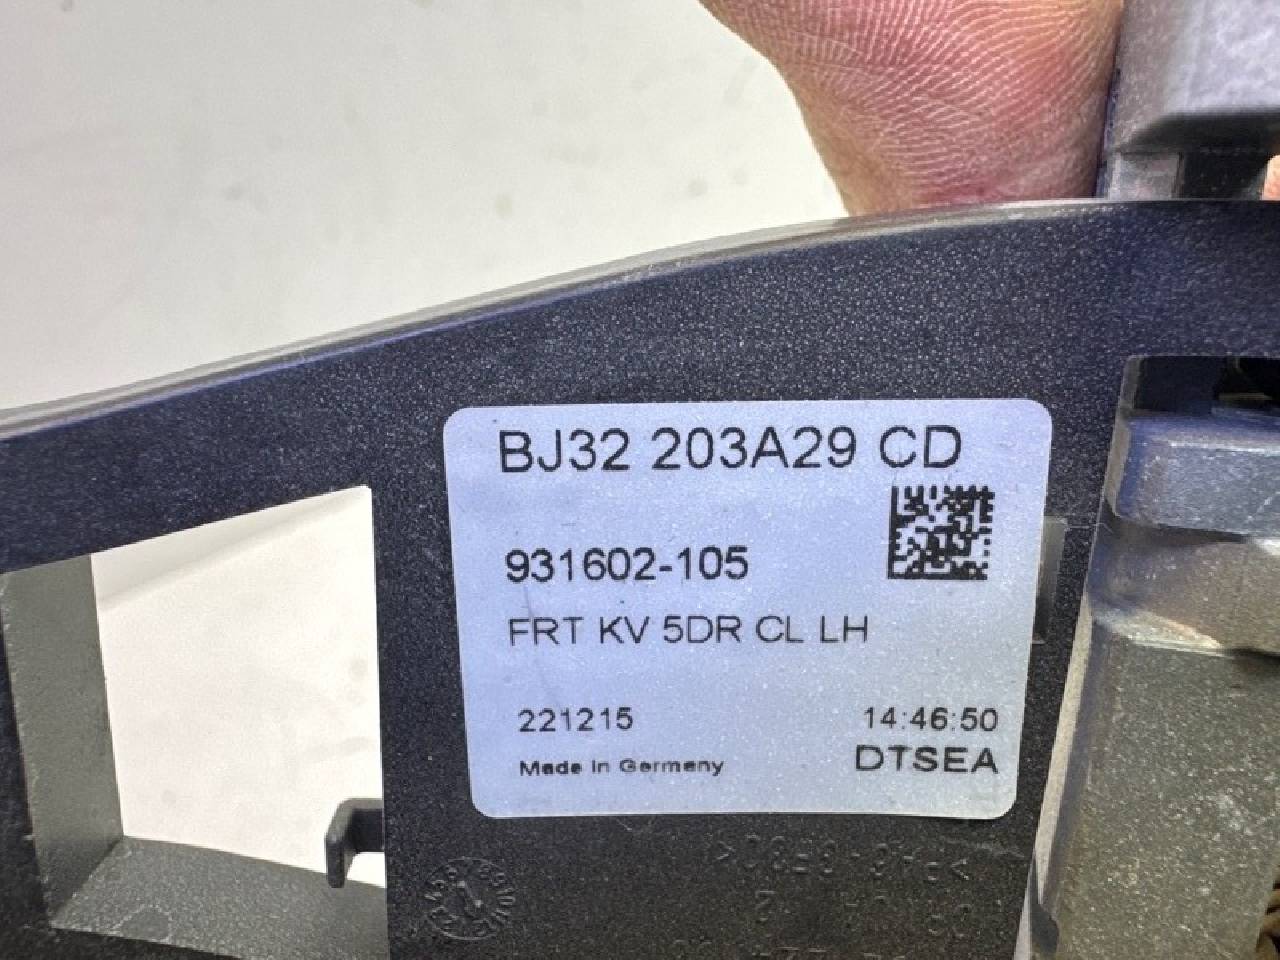 BJ32 203A29 CD
931602-105
FRT KV 5DR CL LH
221215
14:46:50
Made in Germany
DTSEA